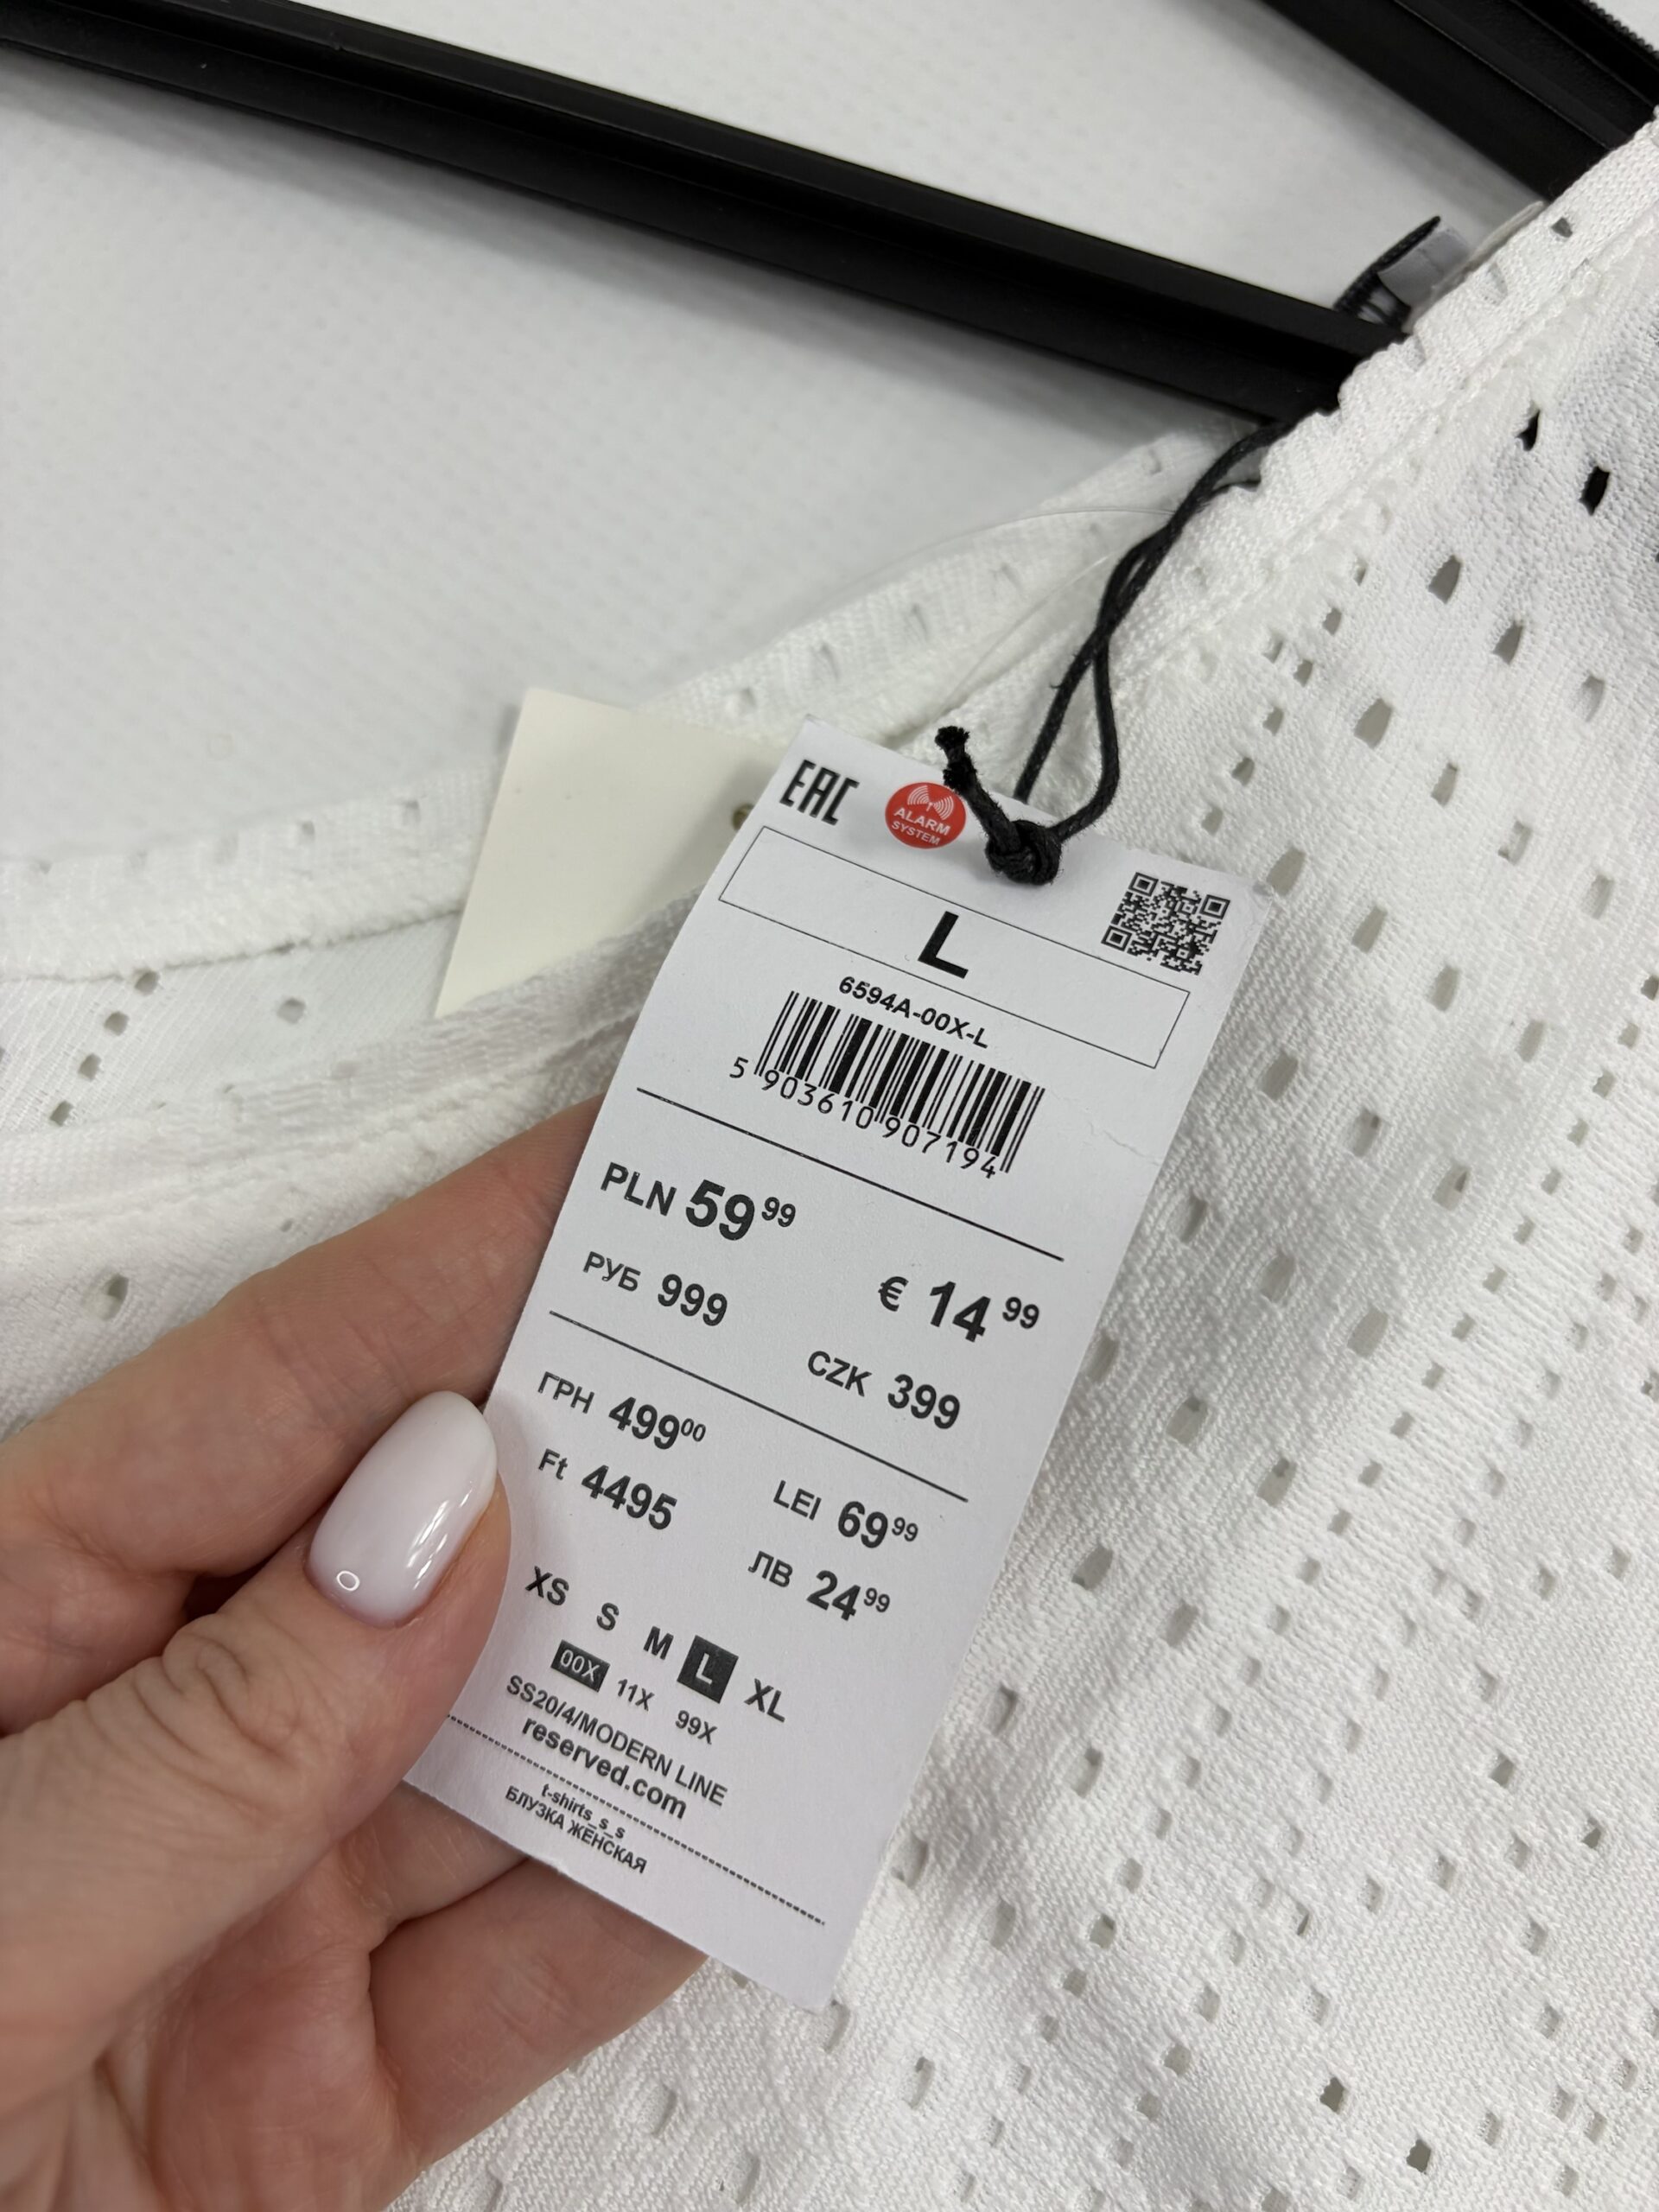 EAC
ALARM
SYSTEM
L
6594A-00X-L
5 903610 907194
PLN 59 99
€ 14 99
РУБ 999
CZK 399
ГРН 499 00
LEI 69 99
Ft 4495
ЛВ 24 99
XS S M L XL
00X 11X 99X
SS20/4/MODERN LINE
reserved.com
t-shirts_s_s
БЛУЗКА ЖЕНСКАЯ